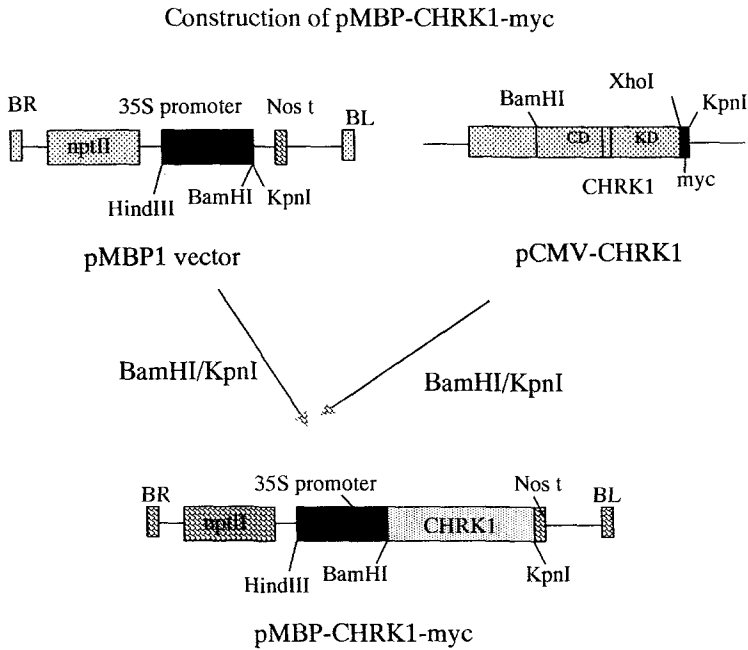 Construction of pMBP-CHRK1-myc
BR
35S promoter
Nos t
BL
nptII
HindIII
BamHI
KpnI
pMBP1 vector
BamHI
XhoI
KpnI
CD
KD
CHRK1
myc
pCMV-CHRK1
BamHI/KpnI
BamHI/KpnI
BR
35S promoter
Nos t
BL
nptII
CHRK1
HindIII
BamHI
KpnI
pMBP-CHRK1-myc